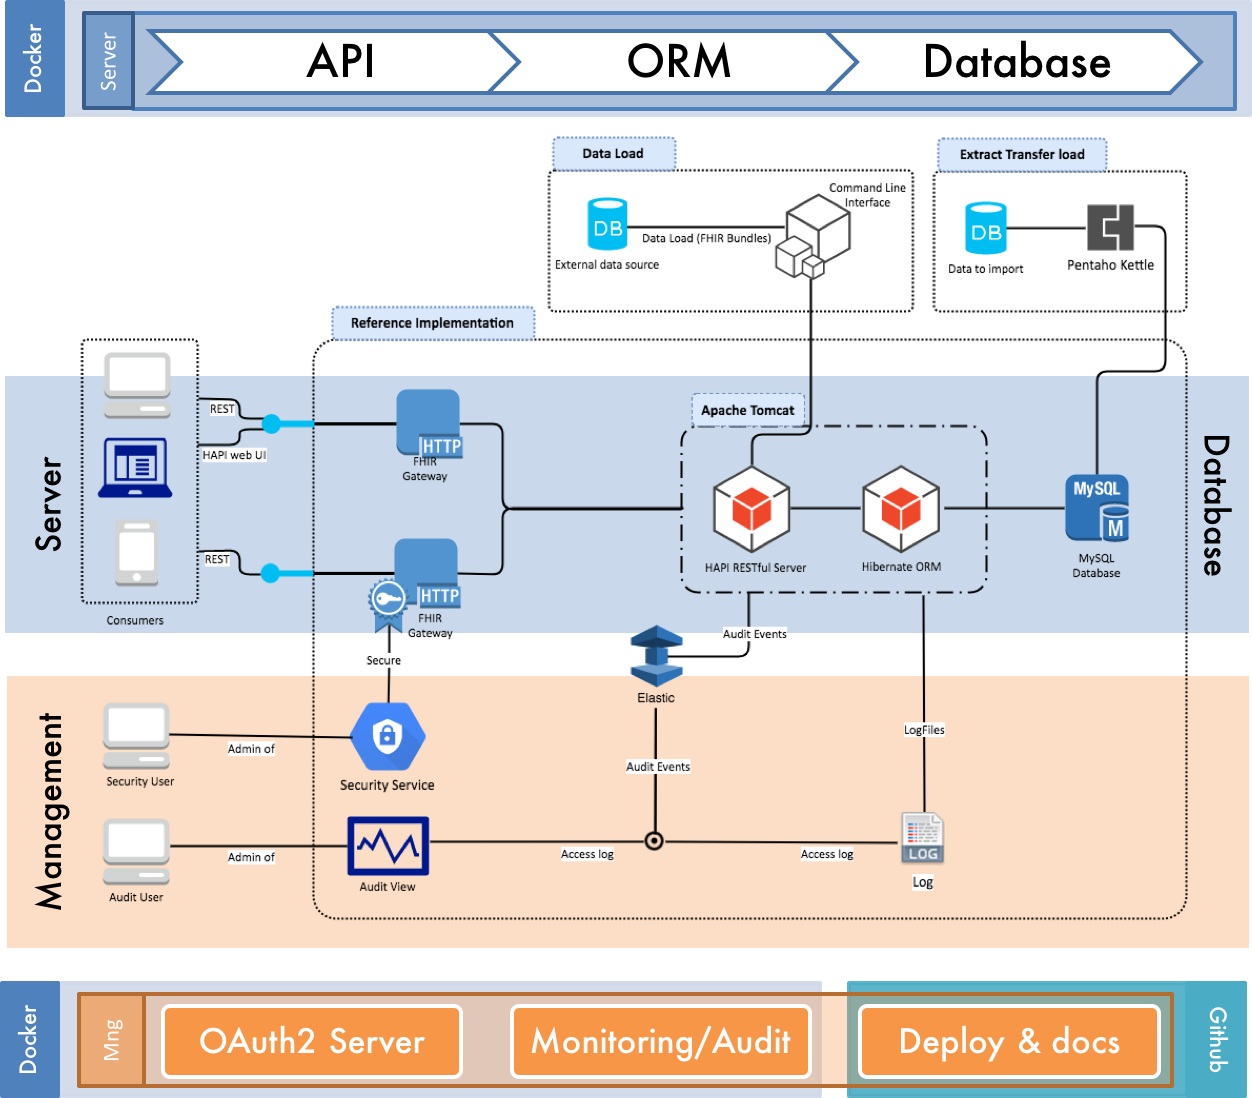 Docker
Server
API
ORM
Database
Data Load
DB
External data source
Data Load (FHIR Bundles)
Command Line
Interface
Extract Transfer load
DB
Data to import
Pentaho Kettle
Reference Implementation
Server
Database
REST
HAPI web UI
REST
Consumers
HTTP
FHIR
Gateway
HTTP
FHIR
Gateway
Apache Tomcat
HAPI RESTful Server
Hibernate ORM
MySQL
M
MySQL
Database
Secure
Audit Events
Elastic
Management
Security User
Admin of
Security Service
Audit Events
LogFiles
Audit User
Admin of
Audit View
Access log
Access log
LOG
Log
Docker
Mng
OAuth2 Server
Monitoring/Audit
Deploy & docs
Github